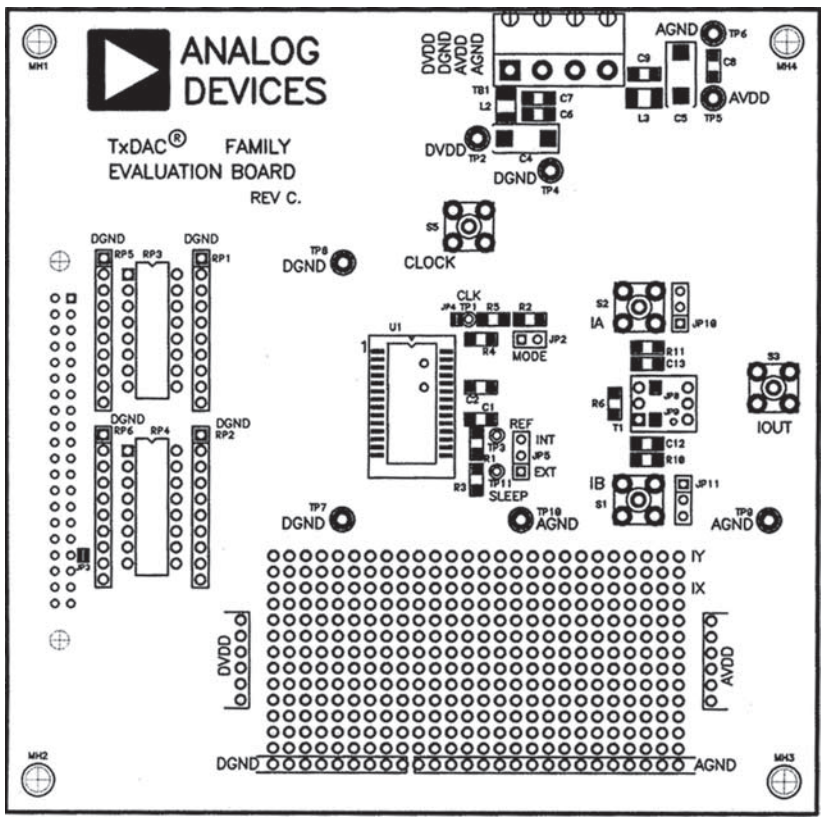 MH1
ANALOG
DEVICES
TxDAC® FAMILY
EVALUATION BOARD
REV C.
DVDD
DGND
AVDD
AGND
TB1
L2
C7
C6
DVDD
TP2
C4
DGND
TP4
AGND
TP6
C9
C8
L3
C5
TP5
AVDD
MH4
S5
CLOCK
DGND
RP5
RP3
DGND
RP1
TP8
DGND
CLK
JP4
TP1
R5
R2
U1
1
R4
JP2
MODE
S2
IA
JP10
R11
C13
S3
C2
R6
JP8
JP9
T1
IOUT
C1
REF
INT
TP3
JP5
R1
EXT
R3
TP11
SLEEP
C12
R10
RP6
RP4
DGND
RP2
IB
S1
JP11
TP7
DGND
TP10
AGND
TP9
AGND
JP3
IY
IX
DVDD
AVDD
DGND
AGND
MH2
MH3